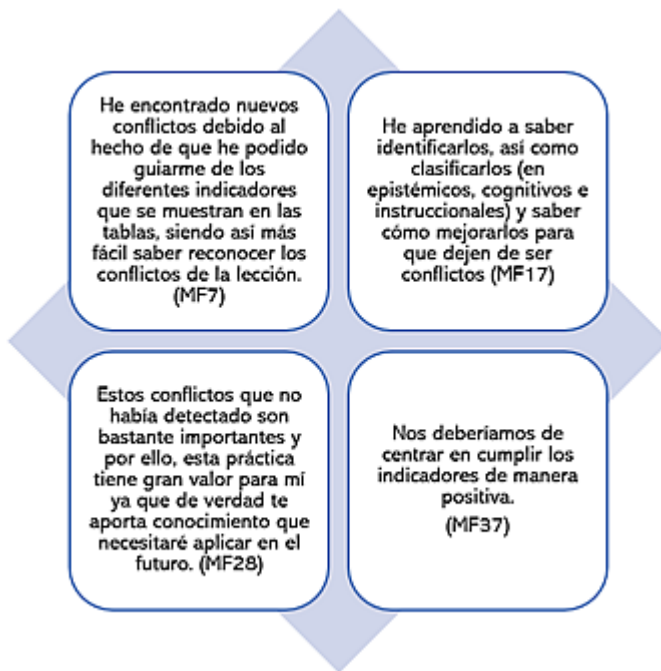 He encontrado nuevos
conflictos debido al
hecho de que he podido
guiarme de los
diferentes indicadores
que se muestran en las
tablas, siendo así más
fácil saber reconocer los
conflictos de la lección.
(MF7)
He aprendido a saber
identificarlos, así como
clasificarlos (en
epistémicos, cognitivos e
instruccionales) y saber
cómo mejorarlos para
que dejen de ser
conflictos (MF17)
Estos conflictos que no
había detectado son
bastante importantes y
por ello, esta práctica
tiene gran valor para mí
ya que de verdad te
aporta conocimiento que
necesitaré aplicar en el
futuro. (MF28)
Nos deberíamos de
centrar en cumplir los
indicadores de manera
positiva.
(MF37)